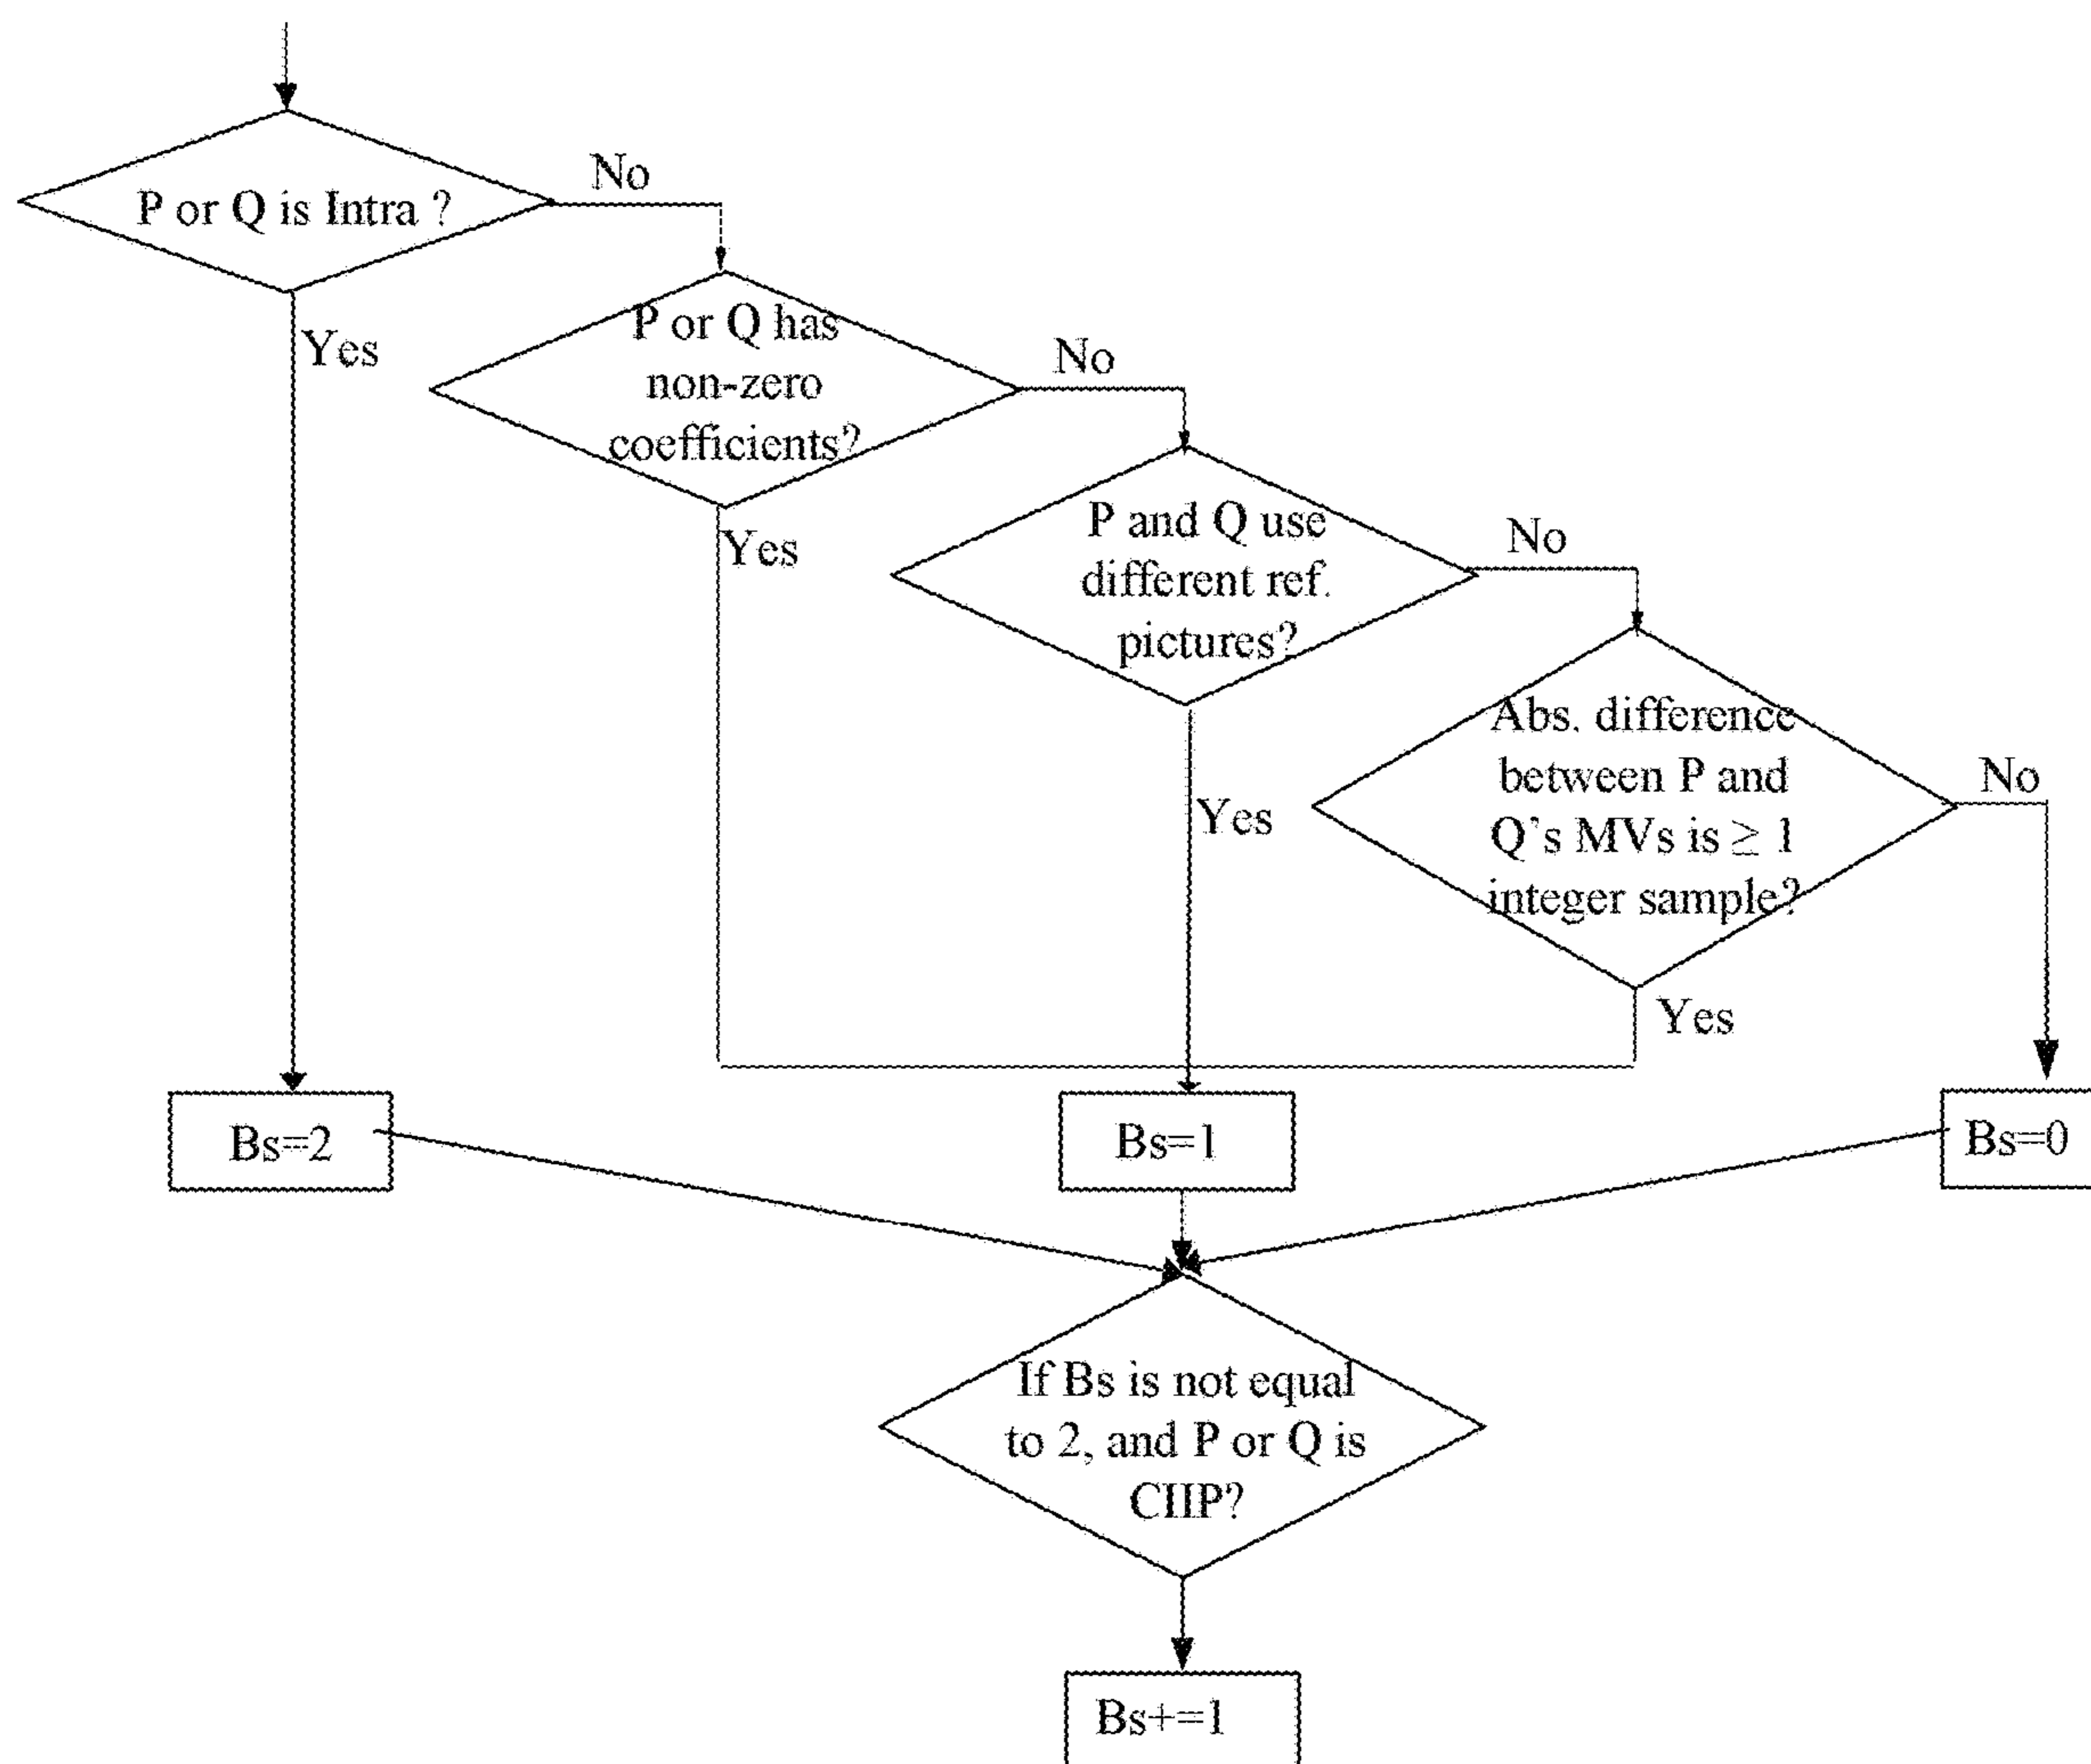 P or Q is Intra ?
No
Yes
P or Q has
non-zero
coefficients?
No
Yes
P and Q use
different ref.
pictures?
No
Yes
Abs. difference
between P and
Q's MVs is ≥ 1
integer sample?
No
Yes
Bs=2
Bs=1
Bs=0
If Bs is not equal
to 2, and P or Q is
CIIP?
Bs+=1